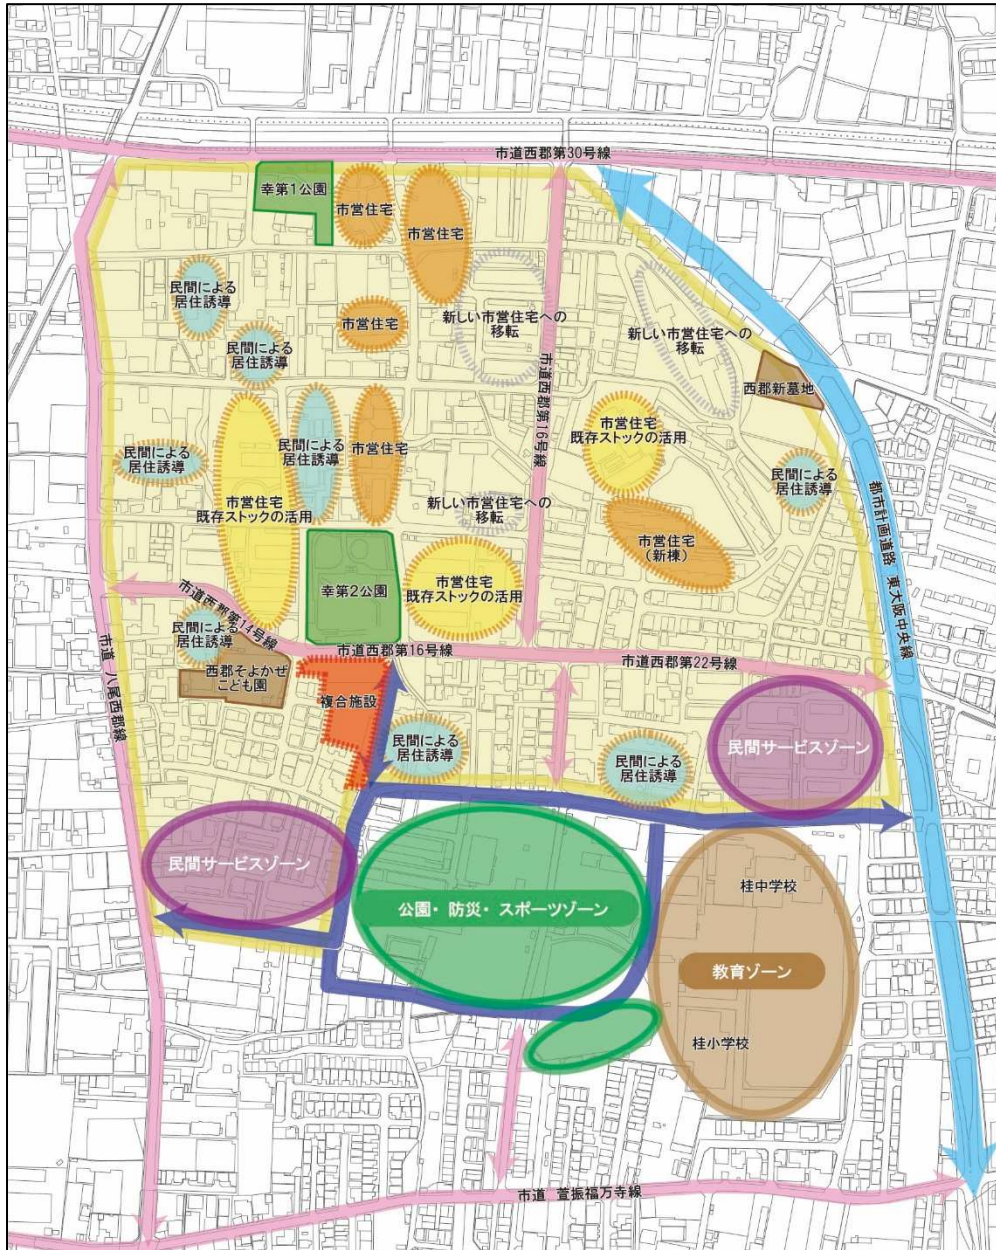 市道西郡第30号線
幸第1公園
市営住宅
市営住宅
民間による
居住誘導
市営住宅
新しい市営住宅への
移転
新しい市営住宅への
移転
民間による
居住誘導
市道西郡第16号線
西郡新墓地
市営住宅
既存ストックの活用
民間による
居住誘導
市営住宅
民間による
居住誘導
民間による
居住誘導
市営住宅
既存ストックの活用
新しい市営住宅への
移転
都市計画道路 東大阪中央線
市営住宅
(新棟)
市営住宅
既存ストックの活用
幸第2公園
市道西郡第14号線
民間による
居住誘導
市道西郡第16号線
市道西郡第22号線
西郡そよかぜ
こども園
市道 八尾西郡線
複合施設
民間による
居住誘導
民間による
居住誘導
民間サービスゾーン
民間サービスゾーン
桂中学校
公園・防災・スポーツゾーン
教育ゾーン
桂小学校
市道 萱振福万寺線